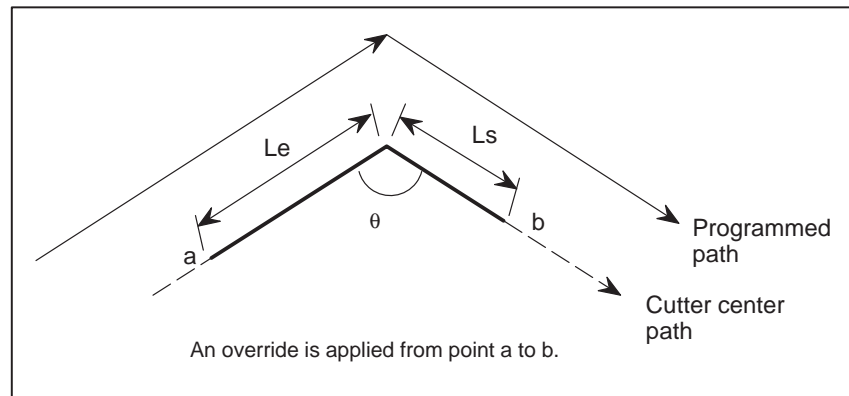 Le
Ls
θ
a
b
Programmed
path
Cutter center
path
An override is applied from point a to b.